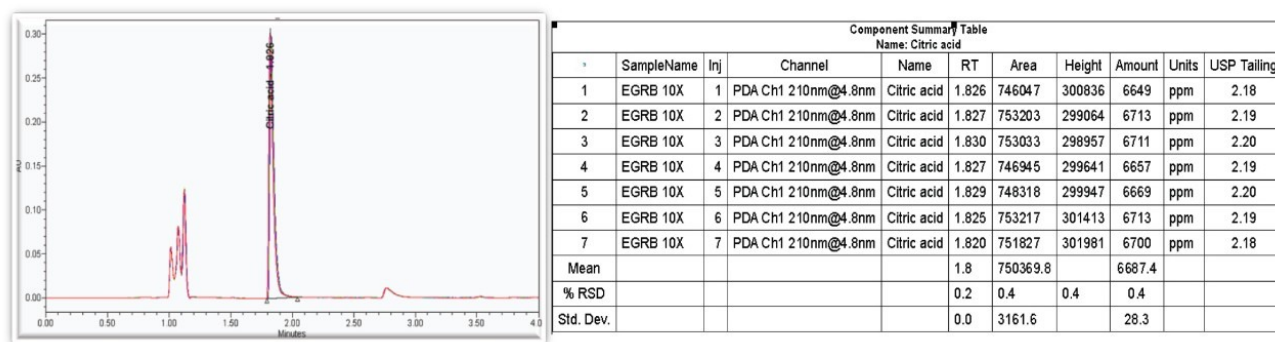 0.30
0.25
0.20
0.15
0.10
0.05
0.00
Citric acid - 1.826
0.00 0.50 1.00 1.50 2.00 2.50 3.00 3.50 4.0
Minutes
Component Summary Table
Name: Citric acid
SampleName Inj Channel Name RT Area Height Amount Units USP Tailing
1 EGRB 10X 1 PDA Ch1 210nm@4.8nm Citric acid 1.826 746047 300836 6649 ppm 2.18
2 EGRB 10X 2 PDA Ch1 210nm@4.8nm Citric acid 1.827 753203 299064 6713 ppm 2.19
3 EGRB 10X 3 PDA Ch1 210nm@4.8nm Citric acid 1.830 753033 298957 6711 ppm 2.20
4 EGRB 10X 4 PDA Ch1 210nm@4.8nm Citric acid 1.827 746945 299641 6657 ppm 2.19
5 EGRB 10X 5 PDA Ch1 210nm@4.8nm Citric acid 1.829 748318 299947 6669 ppm 2.20
6 EGRB 10X 6 PDA Ch1 210nm@4.8nm Citric acid 1.825 753217 301413 6713 ppm 2.19
7 EGRB 10X 7 PDA Ch1 210nm@4.8nm Citric acid 1.820 751827 301981 6700 ppm 2.18
Mean 1.8 750369.8 6687.4
% RSD 0.2 0.4 0.4 0.4
Std. Dev. 0.0 3161.6 28.3